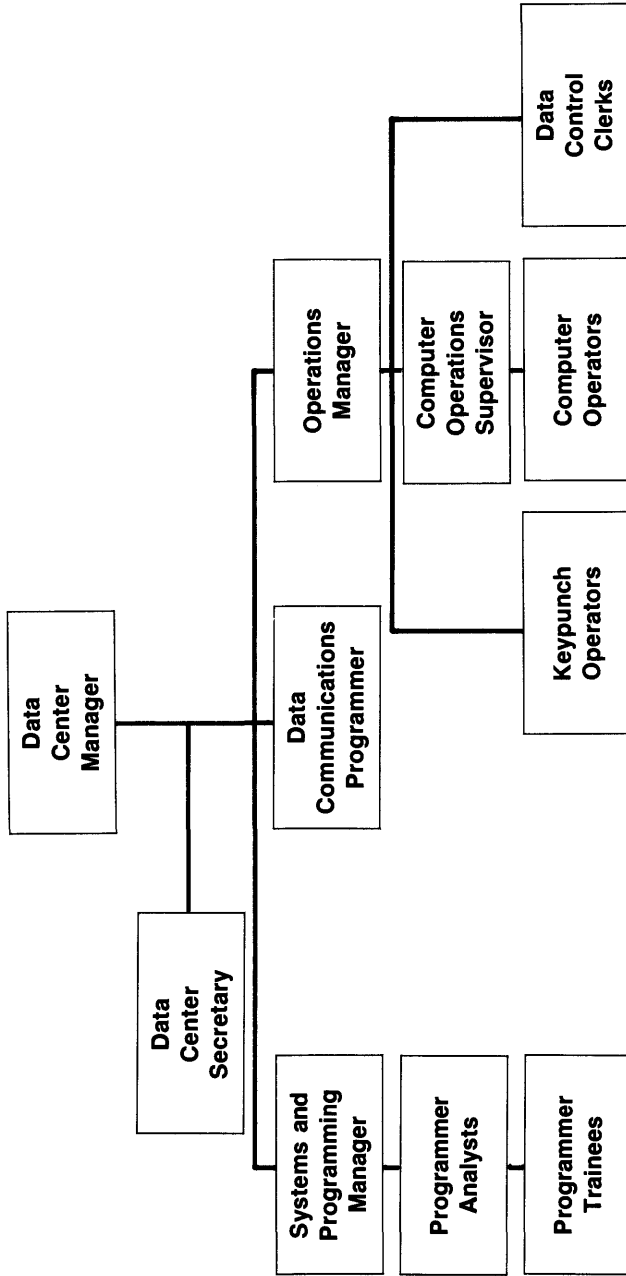 Data
Center
Manager
Data
Center
Secretary
Systems and
Programming
Manager
Data
Communications
Programmer
Operations
Manager
Programmer
Analysts
Computer
Operations
Supervisor
Programmer
Trainees
Keypunch
Operators
Computer
Operators
Data
Control
Clerks